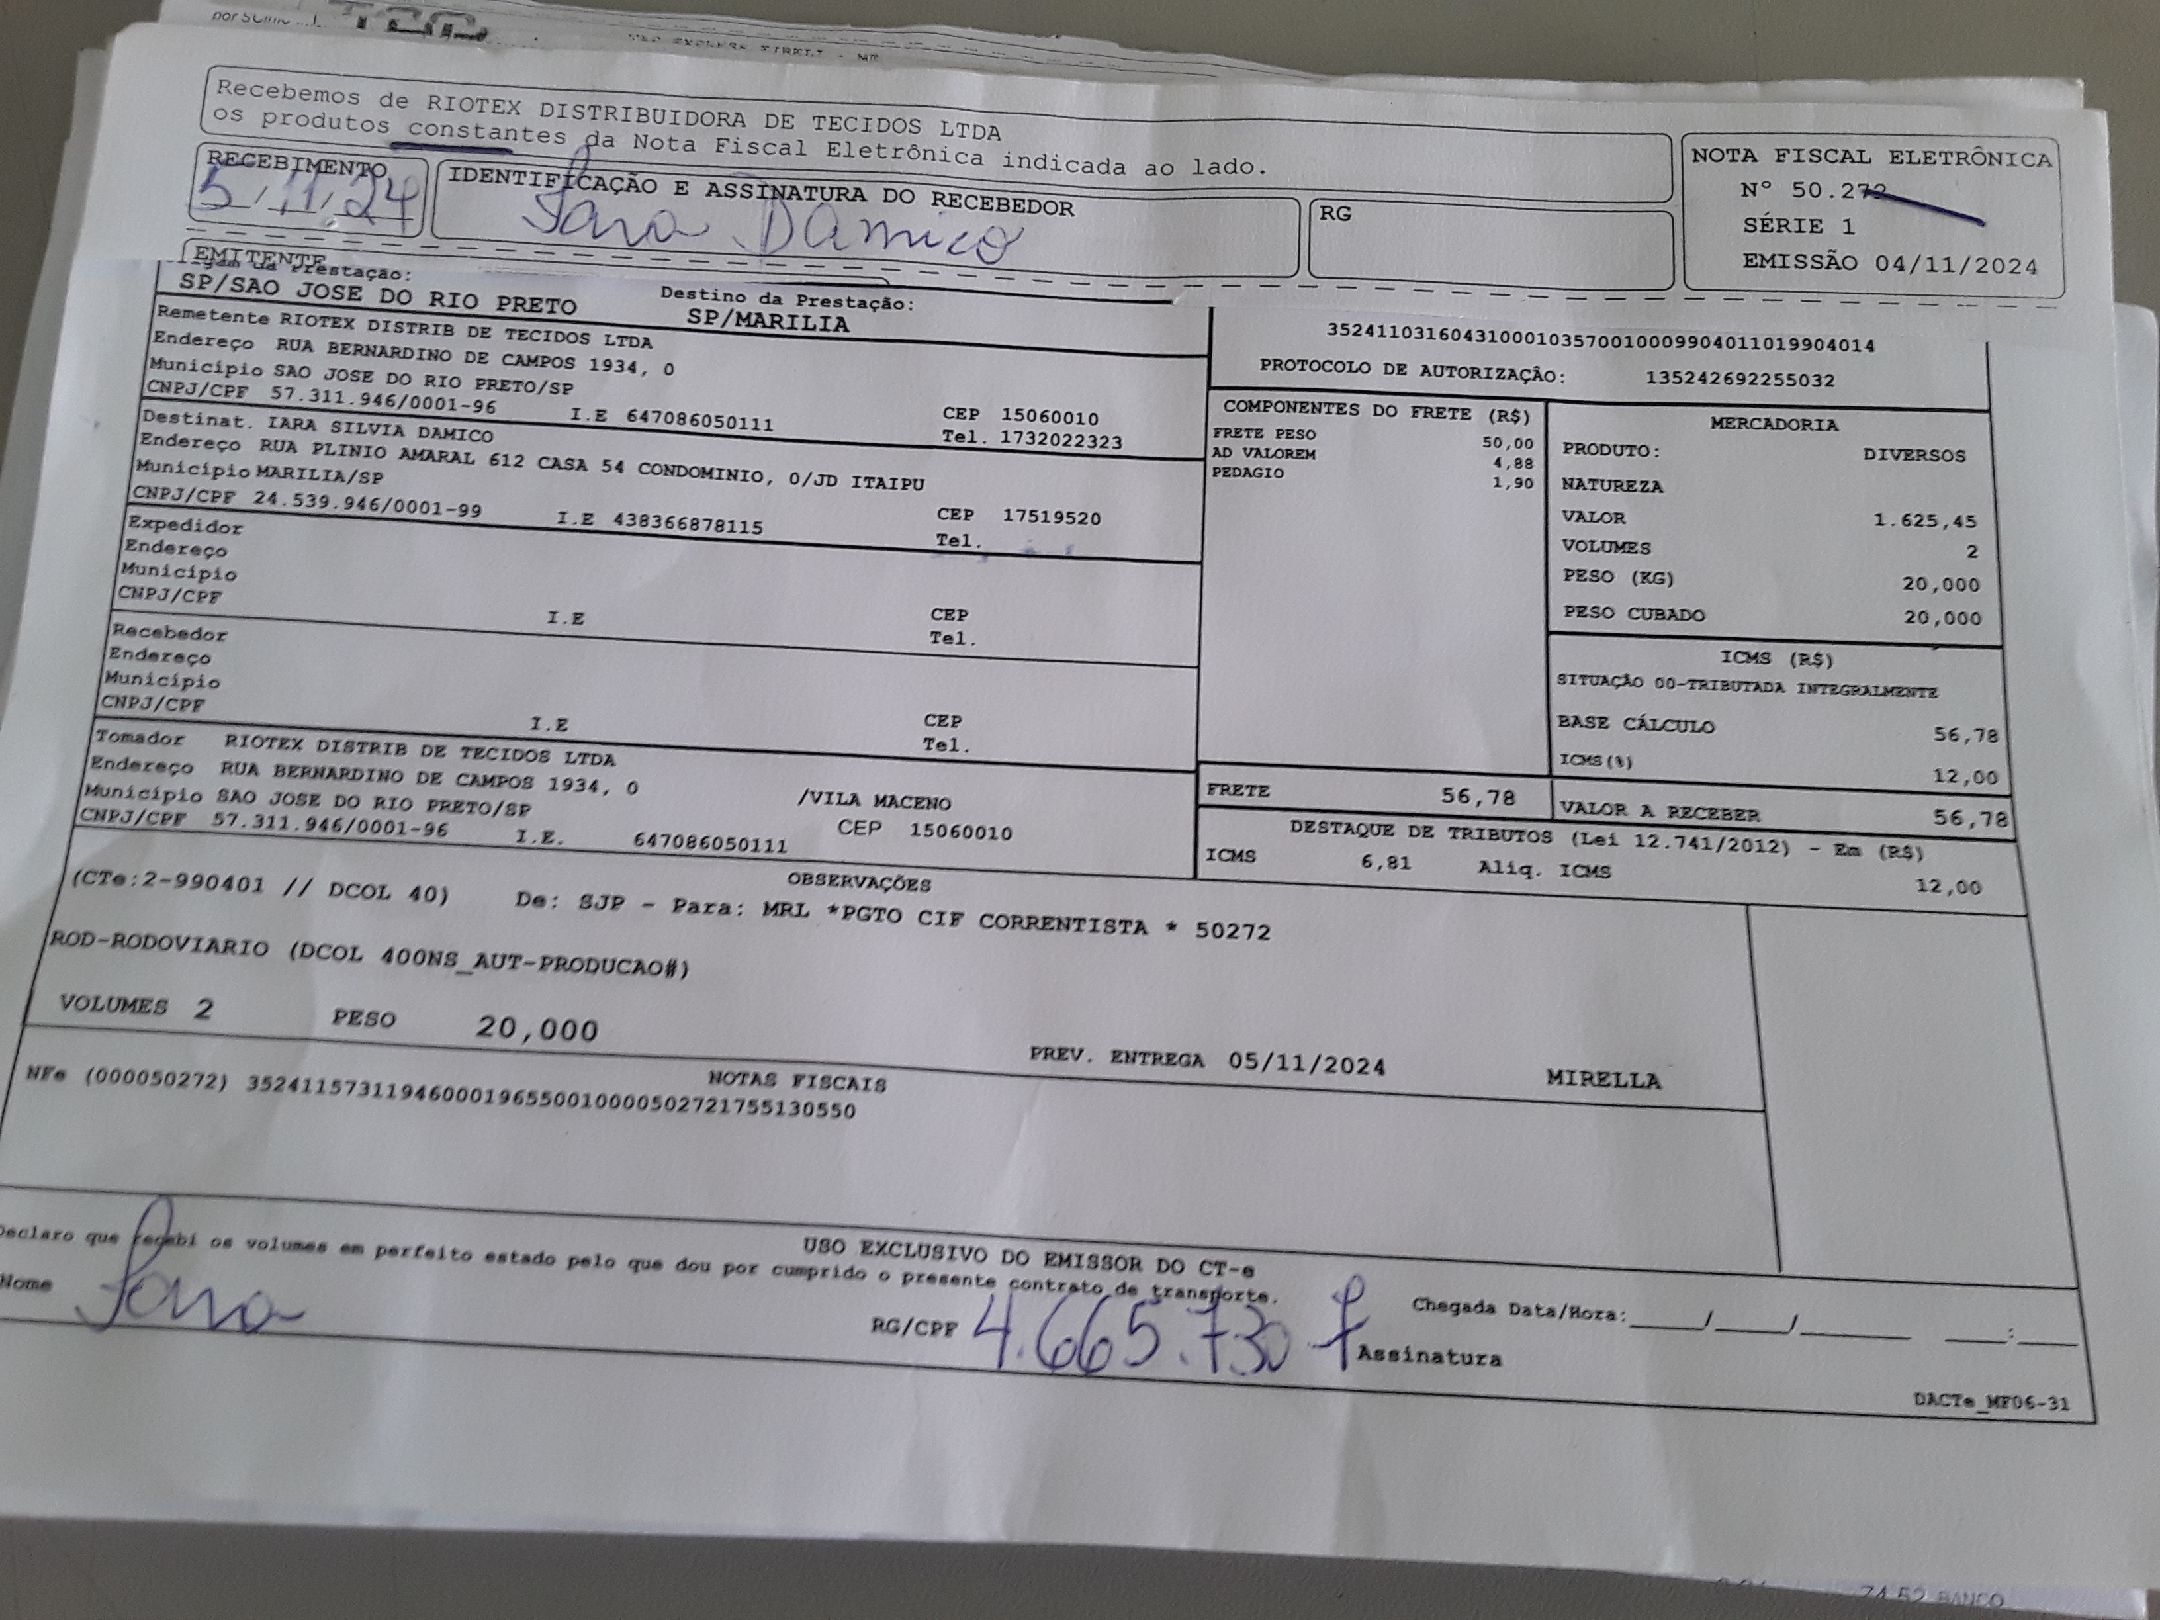 Recebemos de RIOTEX DISTRIBUIDORA DE TECIDOS LTDA
os produtos constantes da Nota Fiscal Eletrônica indicada ao lado.
RECEBIMENTO
5/11/24
IDENTIFICAÇÃO E ASSINATURA DO RECEBEDOR
Damico
RG
NOTA FISCAL ELETRÔNICA
Nº 50.272
SÉRIE 1
EMISSÃO 04/11/2024
EMITENTE
da Prestação:
SP/SAO JOSE DO RIO PRETO
Destino da Prestação:
SP/MARILIA
Remetente RIOTEX DISTRIB DE TECIDOS LTDA
Endereço RUA BERNARDINO DE CAMPOS 1934, 0
Município SAO JOSE DO RIO PRETO/SP
CNPJ/CPF 57.311.946/0001-96 I.E 647086050111
CEP 15060010
Tel. 1732022323
Destinat. IARA SILVIA DAMICO
Endereço RUA PLINIO AMARAL 612 CASA 54 CONDOMINIO, 0/JD ITAIPU
Município MARILIA/SP
CNPJ/CPF 24.539.946/0001-99 I.E 438366878115
CEP 17519520
Tel.
Expedidor
Endereço
Município
CNPJ/CPF
I.E
CEP
Tel.
Recebedor
Endereço
Município
CNPJ/CPF
I.E
CEP
Tel.
Tomador RIOTEX DISTRIB DE TECIDOS LTDA
Endereço RUA BERNARDINO DE CAMPOS 1934, 0 /VILA MACENO
Município SAO JOSE DO RIO PRETO/SP CEP 15060010
CNPJ/CPF 57.311.946/0001-96 I.E. 647086050111
35241103160431000103570010009904011019904014
PROTOCOLO DE AUTORIZAÇÃO: 135242692255032
COMPONENTES DO FRETE (R$)
FRETE PESO 50,00
AD VALOREM 4,88
PEDAGIO 1,90
MERCADORIA
PRODUTO: DIVERSOS
NATUREZA
VALOR 1.625,45
VOLUMES 2
PESO (KG) 20,000
PESO CUBADO 20,000
ICMS (R$)
SITUAÇÃO 00-TRIBUTADA INTEGRALMENTE
BASE CÁLCULO 56,78
ICMS(%) 12,00
FRETE 56,78
VALOR A RECEBER 56,78
DESTAQUE DE TRIBUTOS (Lei 12.741/2012) - Em (R$)
ICMS 6,81 Aliq. ICMS 12,00
OBSERVAÇÕES
(CTe:2-990401 // DCOL 40) De: SJP - Para: MRL *PGTO CIF CORRENTISTA * 50272
ROD-RODOVIARIO (DCOL 400NS_AUT-PRODUCAO#)
VOLUMES 2 PESO 20,000
PREV. ENTREGA 05/11/2024 MIRELLA
NOTAS FISCAIS
NFe (000050272) 35241157311946000196550010000502721755130550
USO EXCLUSIVO DO EMISSOR DO CT-e
Declaro que recebi os volumes em perfeito estado pelo que dou por cumprido o presente contrato de transporte.
Nome
RG/CPF 4.665.730
Assinatura
Chegada Data/Hora:____/____/______ ___:___
DACTe_MF06-31